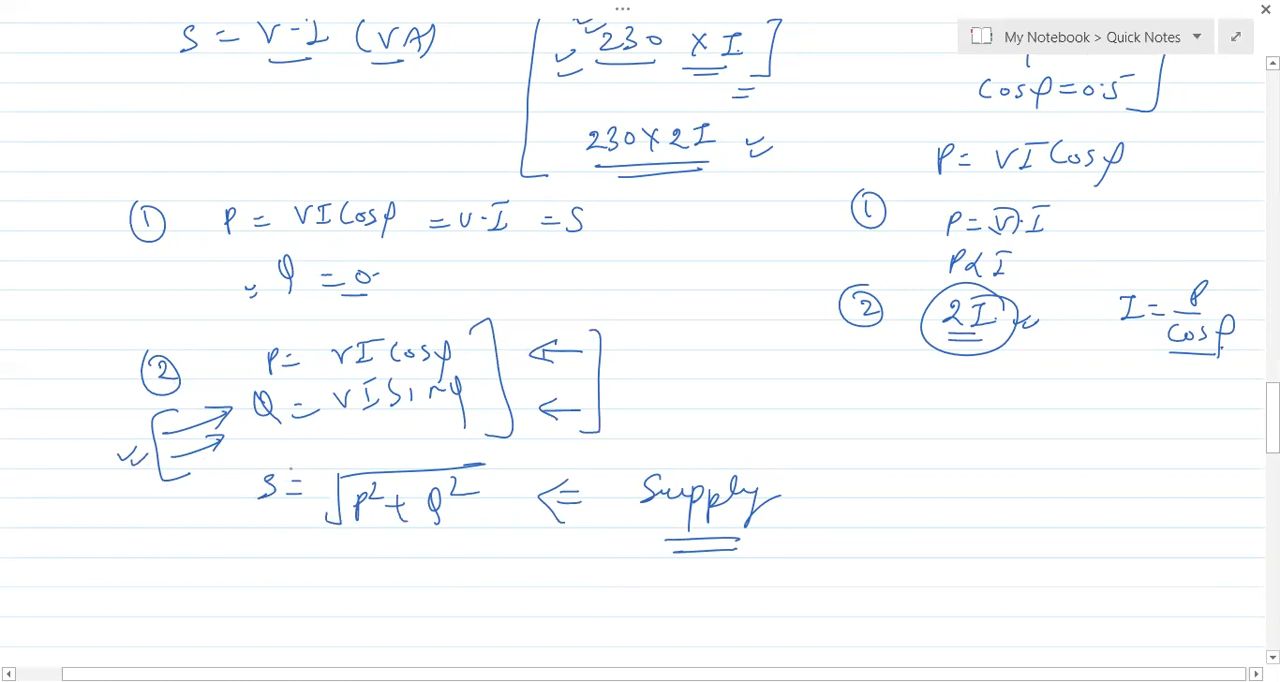 My Notebook > Quick Notes
S = V·I (VA)
230 × I
230 × 2I
cosφ = 0.5
P = VI Cosφ
① P = VI Cosφ = V·I = S
Q = 0
② P = VI Cosφ
Q = VI Sinφ
S = √P² + Q² ⇐ Supply
① P = V·I
P ∝ I
② 2I
I = P / cosφ